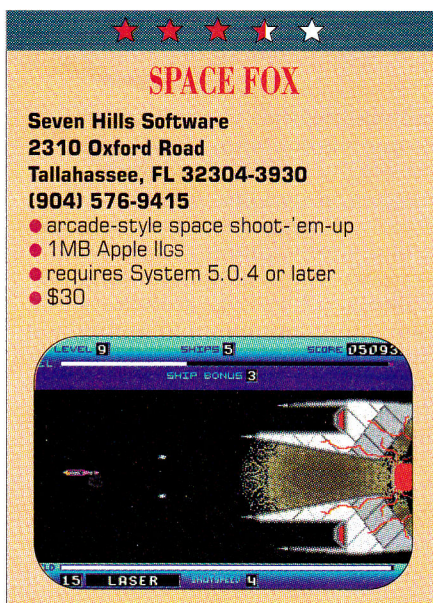 SPACE FOX
Seven Hills Software
2310 Oxford Road
Tallahassee, FL 32304-3930
(904) 576-9415
● arcade-style space shoot-'em-up
● 1MB Apple IIGS
● requires System 5.0.4 or later
● $30
LEVEL 9 SHIPS 5 SCORE 05093
SHIP BONUS 3
15 LASER SHOTSPEED 4